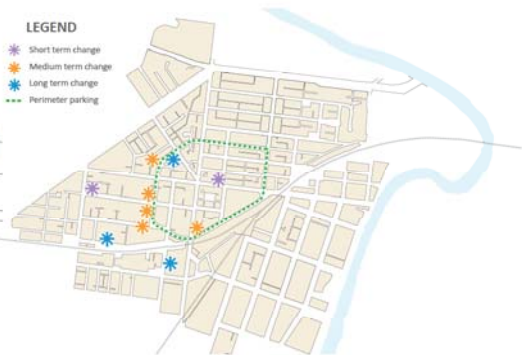 LEGEND
Short term change
Medium term change
Long term change
Perimeter parking